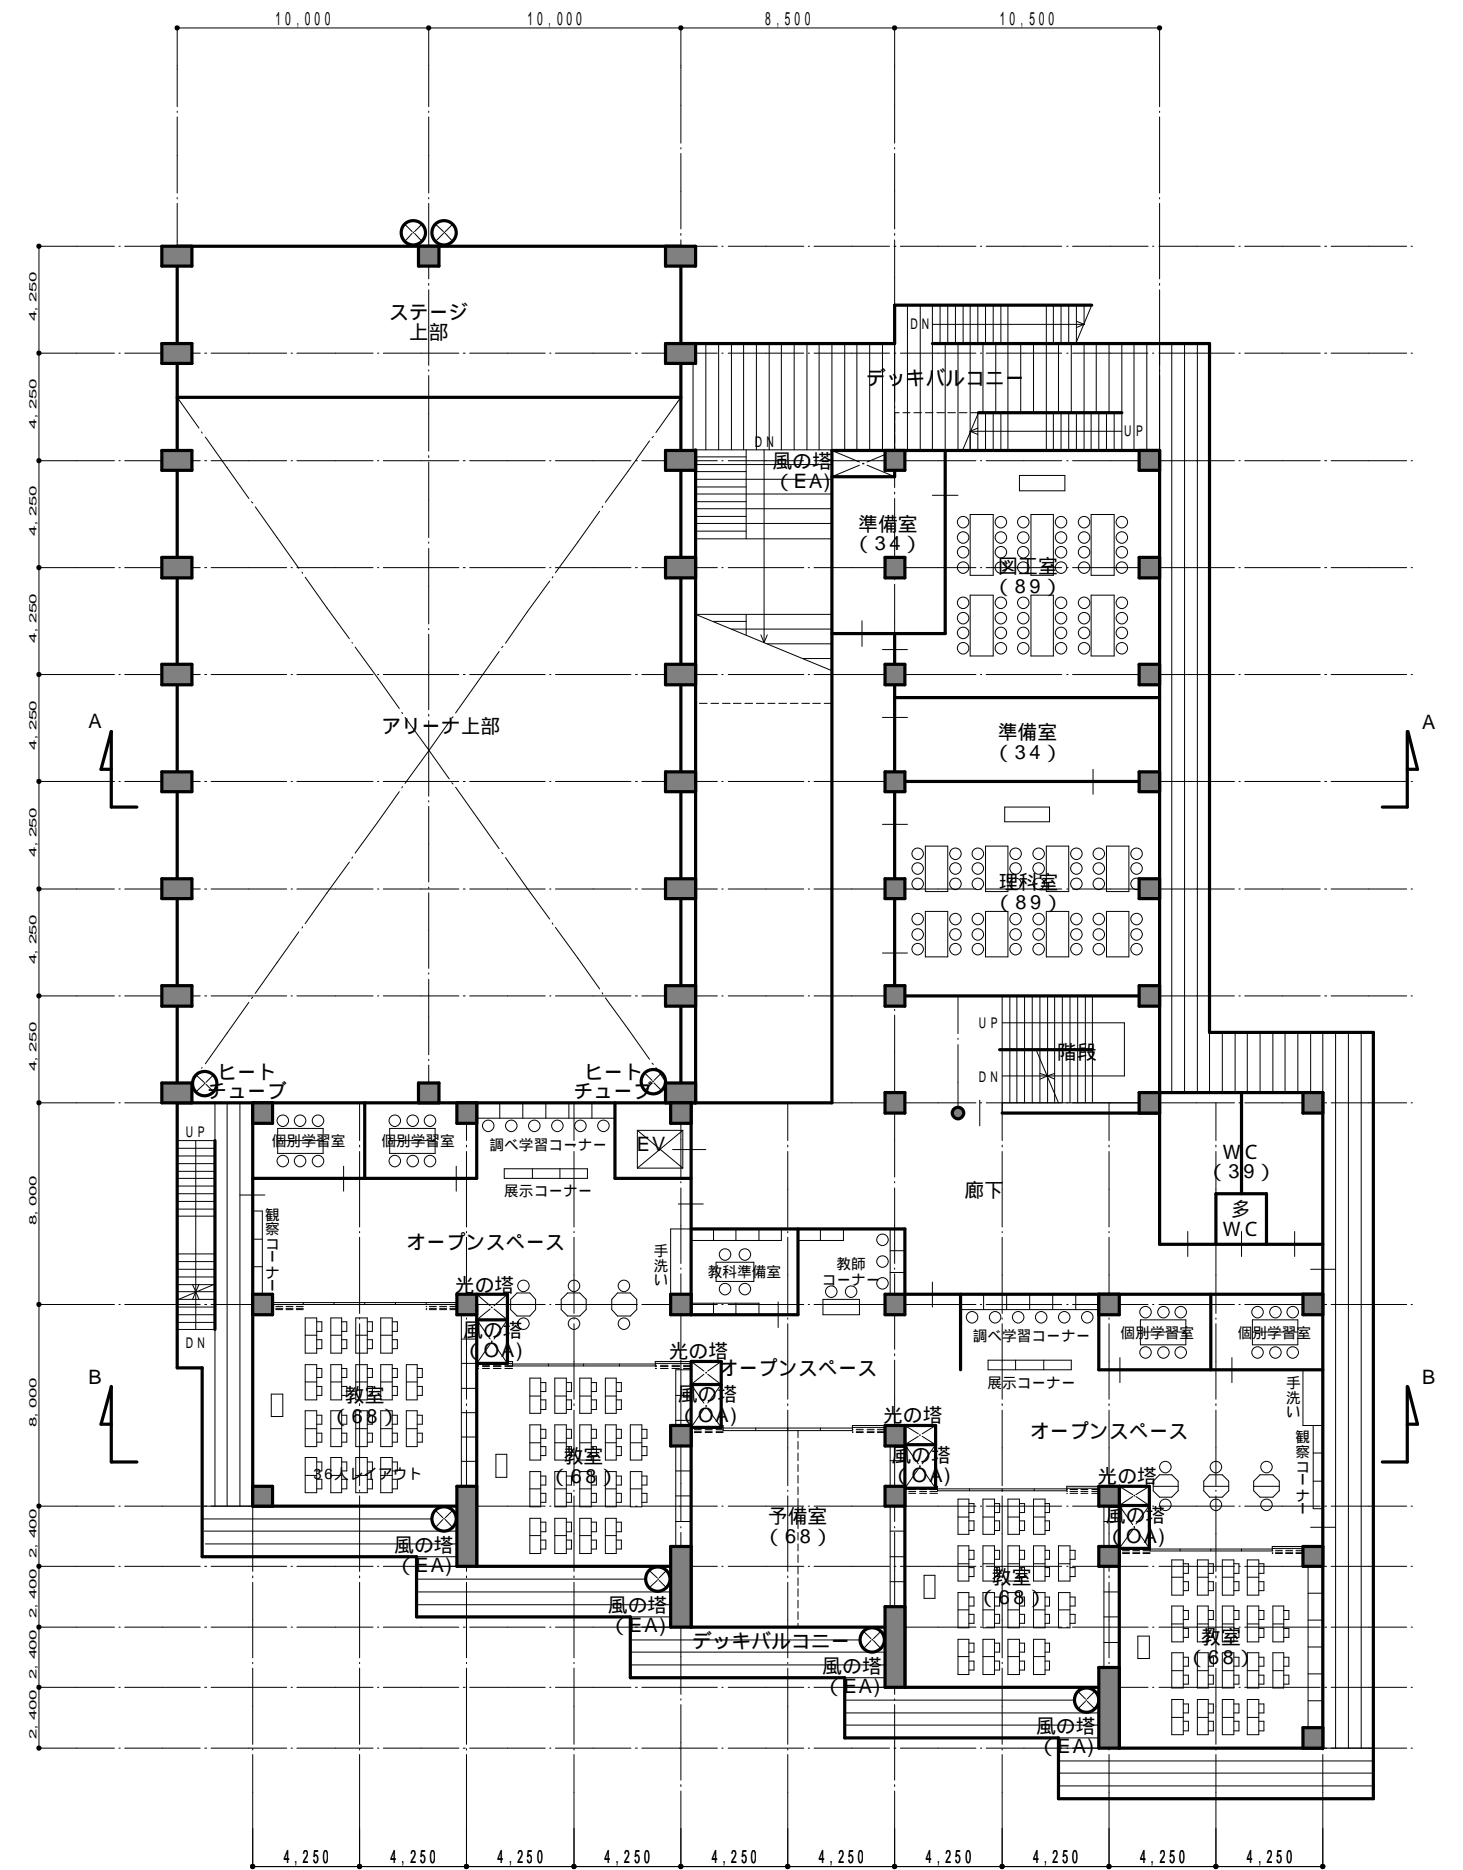 10,000
10,000
8,500
10,500
4,250
4,250
4,250
4,250
4,250
4,250
4,250
4,250
8,000
8,000
2,400
2,400
2,400
2,400
ステージ
上部
DN
デッキバルコニー
UP
DN
風の塔
(EA)
準備室
(34)
図工室
(89)
A
アリーナ上部
準備室
(34)
A
理科室
(89)
UP
階段
DN
ヒート
チューブ
ヒート
チューブ
UP
個別学習室
個別学習室
調べ学習コーナー
EV
展示コーナー
WC
(39)
廊下
多
WC
観察コーナー
オープンスペース
手洗い
教科準備室
教師
コーナー
光の塔
風の塔
(OA)
DN
調べ学習コーナー
個別学習室
個別学習室
光の塔
オープンスペース
展示コーナー
B
教室
(68)
風の塔
(OA)
手洗い
B
光の塔
オープンスペース
観察コーナー
教室
(68)
36人レイアウト
風の塔
(OA)
光の塔
風の塔
(OA)
予備室
(68)
風の塔
(EA)
教室
(68)
風の塔
(EA)
デッキバルコニー
教室
(68)
風の塔
(EA)
風の塔
(EA)
4,250
4,250
4,250
4,250
4,250
4,250
4,250
4,250
4,250
4,250